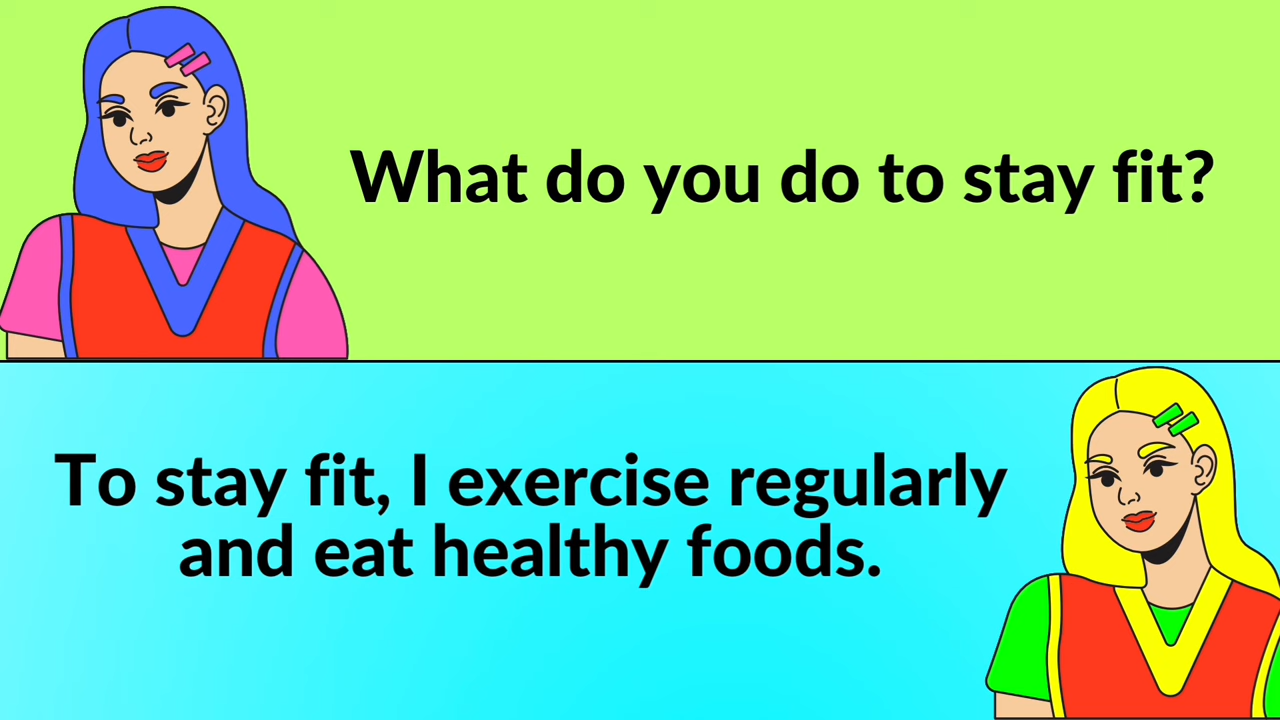 What do you do to stay fit?
To stay fit, I exercise regularly
and eat healthy foods.